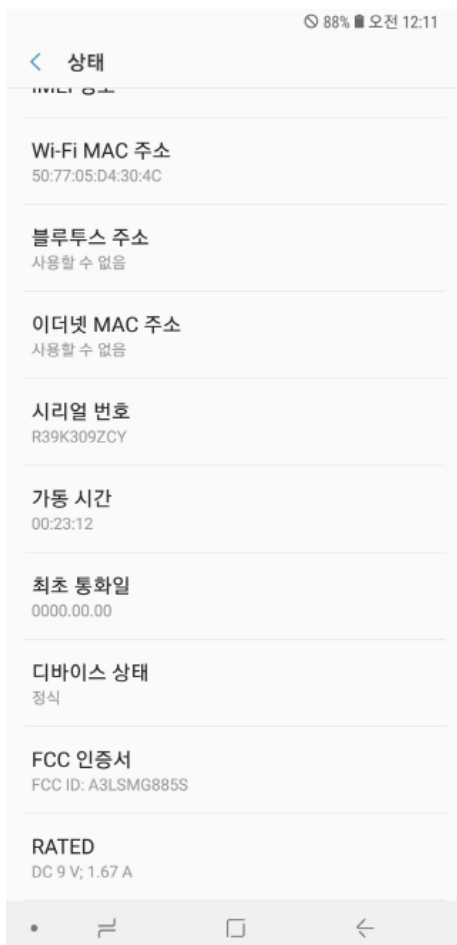 88% 오전 12:11
상태
Wi-Fi MAC 주소
50:77:05:D4:30:4C
블루투스 주소
사용할 수 없음
이더넷 MAC 주소
사용할 수 없음
시리얼 번호
R39K309ZCY
가동 시간
00:23:12
최초 통화일
0000.00.00
디바이스 상태
정식
FCC 인증서
FCC ID: A3LSMG885S
RATED
DC 9 V; 1.67 A